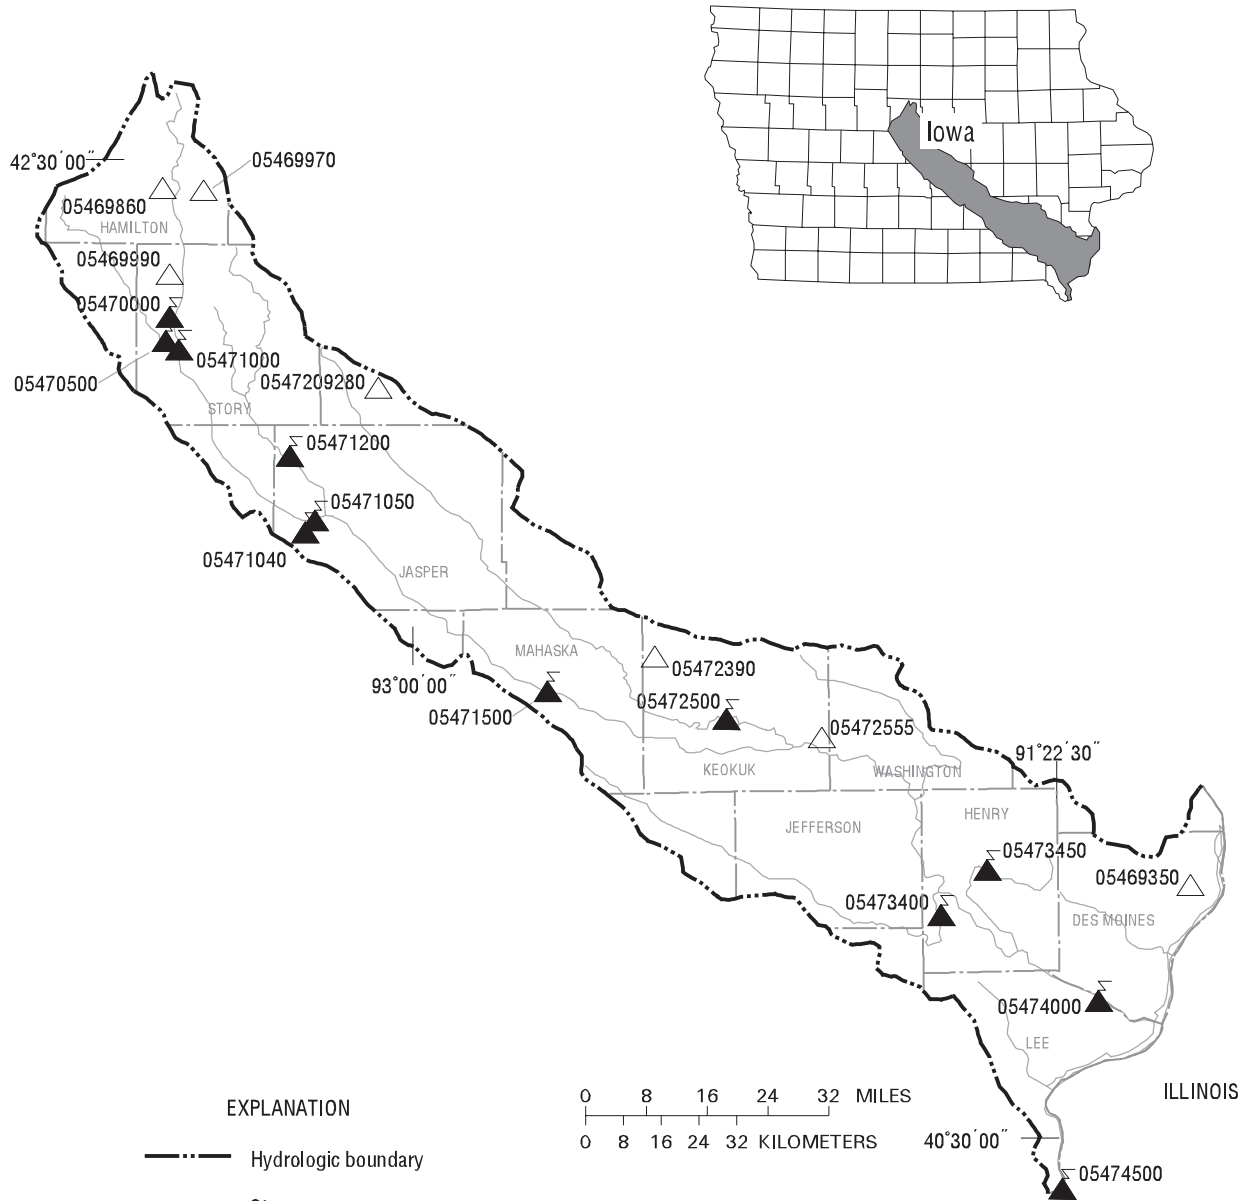 Iowa
42°30′00″
05469970
05469860
HAMILTON
05469990
05470000
05471000
05470500
0547209280
STORY
05471200
05471050
05471040
JASPER
MAHASKA
05472390
93°00′00″
05472500
05471500
05472555
91°22′30″
KEOKUK
WASHINGTON
HENRY
JEFFERSON
05473450
05469350
05473400
DES MOINES
05474000
LEE
ILLINOIS
0 8 16 24 32 MILES
0 8 16 24 32 KILOMETERS
EXPLANATION
40°30′00″
Hydrologic boundary
05474500